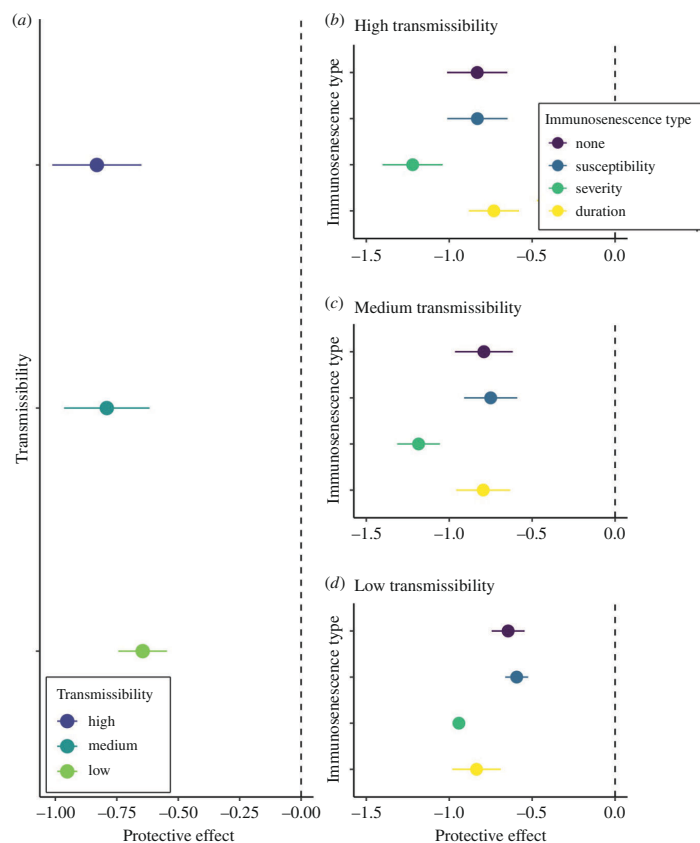 (a)
Transmissibility
Transmissibility
high
medium
low
−1.00 −0.75 −0.50 −0.25 −0.00
Protective effect
(b) High transmissibility
Immunosenescence type
Immunosenescence type
none
susceptibility
severity
duration
−1.5 −1.0 −0.5 0.0
(c) Medium transmissibility
Immunosenescence type
−1.5 −1.0 −0.5 0.0
(d) Low transmissibility
Immunosenescence type
−1.5 −1.0 −0.5 0.0
Protective effect